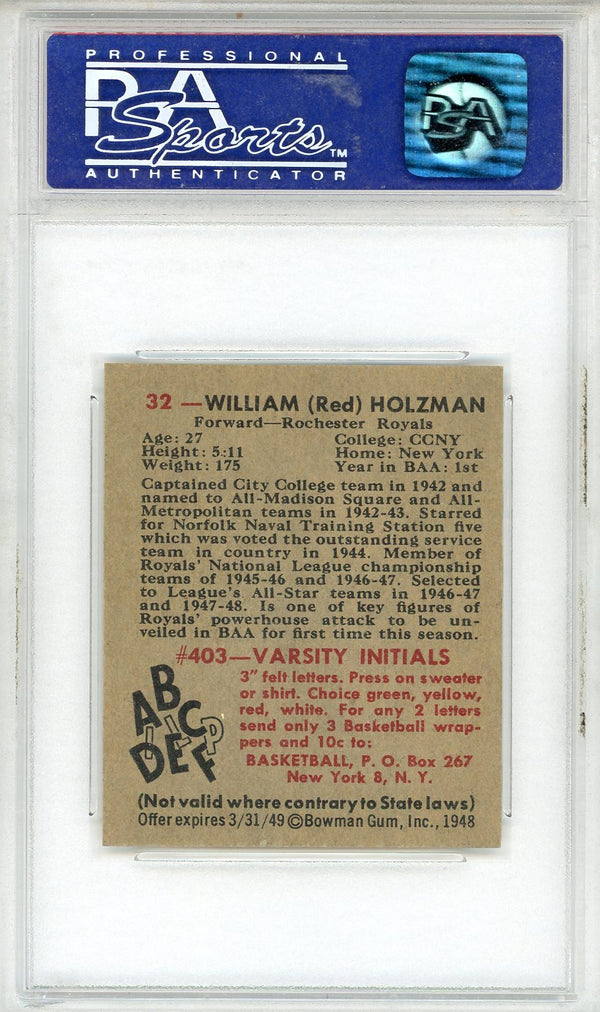 PROFESSIONAL
PSA
Sports™
AUTHENTICATOR
PSA
32—WILLIAM (Red) HOLZMAN
Forward—Rochester Royals
Age: 27 College: CCNY
Height: 5:11 Home: New York
Weight: 175 Year in BAA: 1st
Captained City College team in 1942 and
named to All-Madison Square and All-
Metropolitan teams in 1942-43. Starred
for Norfolk Naval Training Station five
which was voted the outstanding service
team in country in 1944. Member of
Royals' National League championship
teams of 1945-46 and 1946-47. Selected
to League's All-Star teams in 1946-47
and 1947-48. Is one of key figures of
Royals' powerhouse attack to be un-
veiled in BAA for first time this season.
#403—VARSITY INITIALS
3" felt letters. Press on sweater
or shirt. Choice green, yellow,
red, white. For any 2 letters
send only 3 Basketball wrap-
pers and 10c to:
BASKETBALL, P. O. Box 267
New York 8, N. Y.
ABC
DEF
(Not valid where contrary to State laws)
Offer expires 3/31/49 ©Bowman Gum, Inc., 1948